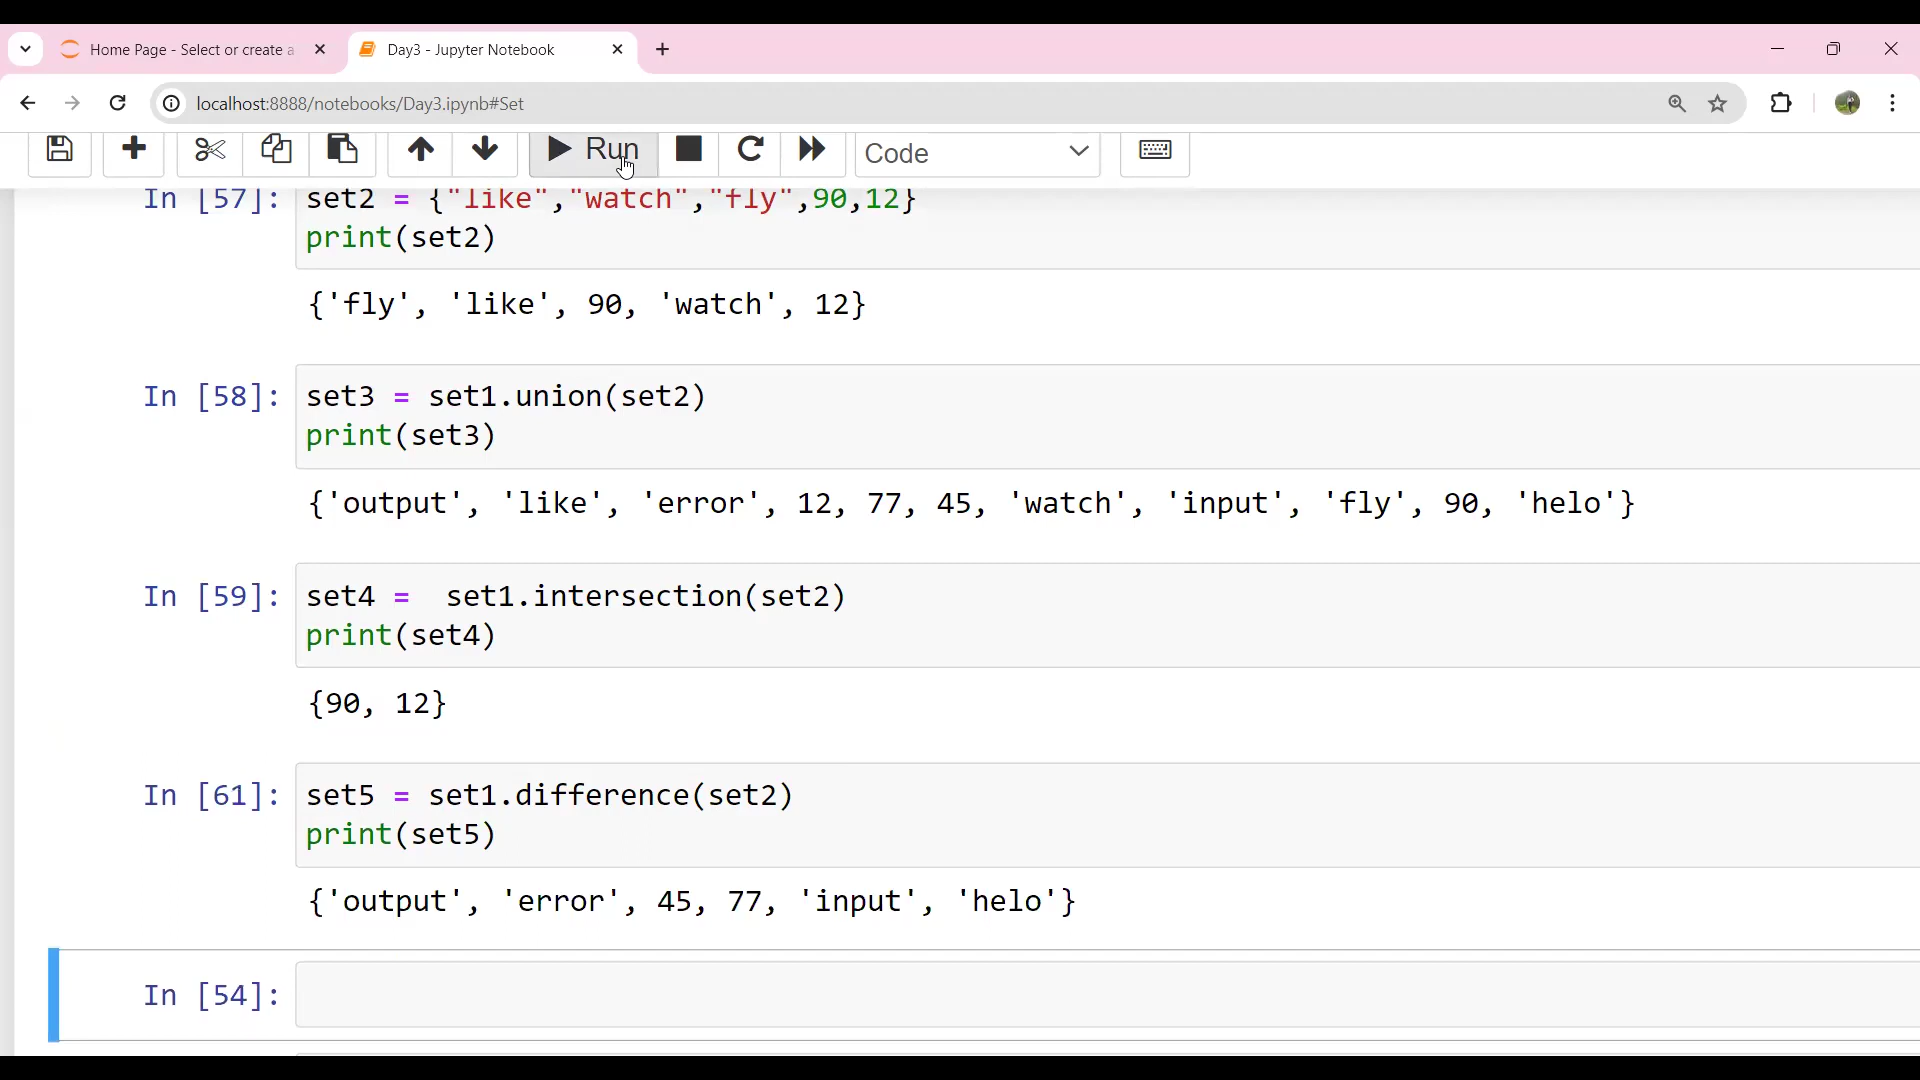 Home Page - Select or create a
Day3 - Jupyter Notebook
localhost:8888/notebooks/Day3.ipynb#Set
Run
Code
In [57]: set2 = {"like","watch","fly",90,12}
print(set2)
{'fly', 'like', 90, 'watch', 12}
In [58]: set3 = set1.union(set2)
print(set3)
{'output', 'like', 'error', 12, 77, 45, 'watch', 'input', 'fly', 90, 'helo'}
In [59]: set4 =  set1.intersection(set2)
print(set4)
{90, 12}
In [61]: set5 = set1.difference(set2)
print(set5)
{'output', 'error', 45, 77, 'input', 'helo'}
In [54]: